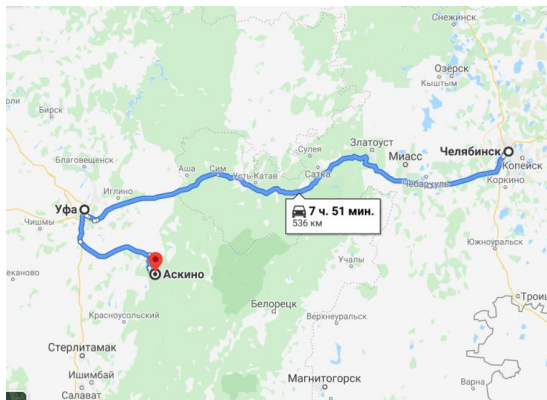 Снежинск
Озёрск
Кыштым
Бирск
Сулея
Златоуст
Миасс
Челябинск
Копейск
Коркино
Благовещенск
Аша
Сим
Усть-Катав
Сатка
Чебаркуль
Иглино
Уфа
Чишмы
7 ч. 51 мин.
536 км
Южноуральск
Учалы
Аскино
Троиц
Белорецк
Верхнеуральск
Красноусольский
Стерлитамак
Ишимбай
Салават
Магнитогорск
Варна